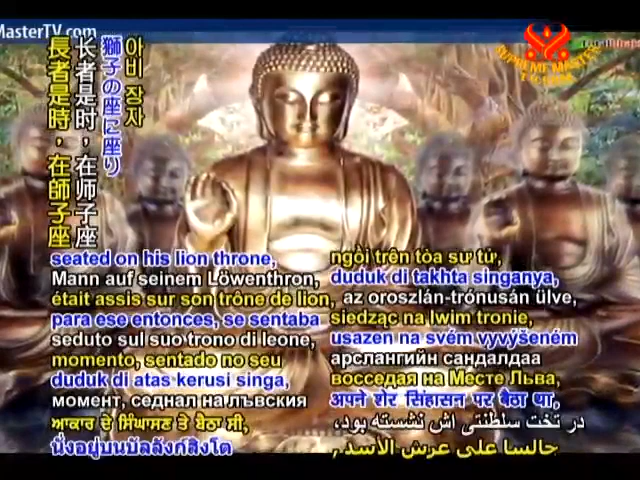 MasterTV.com
SUPREME MASTER
아비 장자
獅子の座に座り
长者是时，在师子座
長者是時，在師子座
seated on his lion throne,
Mann auf seinem Löwenthron,
était assis sur son trône de lion,
para ese entonces, se sentaba
seduto sul suo trono di leone,
momento, sentado no seu
duduk di atas kerusi singa,
момент, седнал на лъвския
ਆਕਾਰ ਦੇ ਸਿੰਘਾਸਣ ਤੇ ਬੈਠਾ ਸੀ,
นั่งอยู่บนบัลลังก์สิงโต
ngồi trên tòa sư tử,
duduk di takhta singanya,
az oroszlán-trónusán ülve,
siedząc na lwim tronie,
usazen na svém vyvýšeném
арслангийн сандалдаа
восседая на Месте Льва,
अपने शेर सिंहासन पर बैठा था,
در تخت سلطنتی اش نشسته بود،
جالسا على عرش الأسد ,